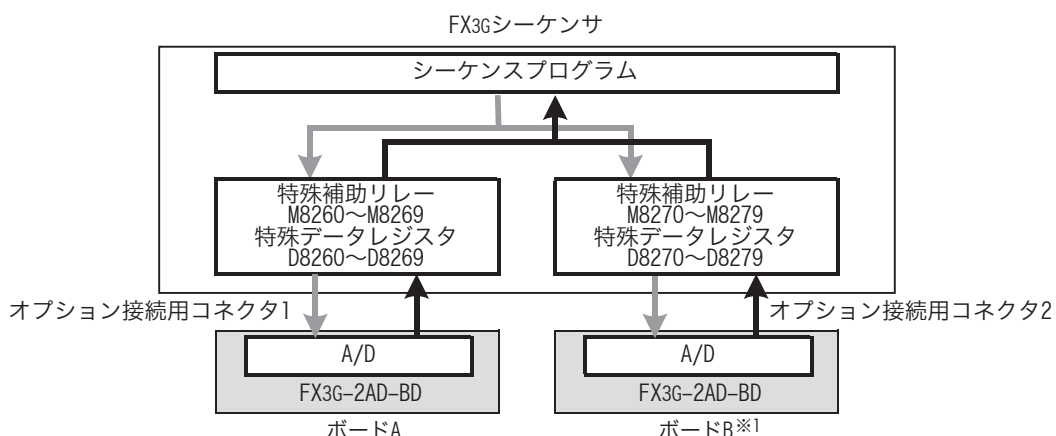 FX3Gシーケンサ
シーケンスプログラム
特殊補助リレー
M8260～M8269
特殊データレジスタ
D8260～D8269
特殊補助リレー
M8270～M8279
特殊データレジスタ
D8270～D8279
オプション接続用コネクタ1
オプション接続用コネクタ2
A/D
FX3G-2AD-BD
ボードA
A/D
FX3G-2AD-BD
ボードB※1